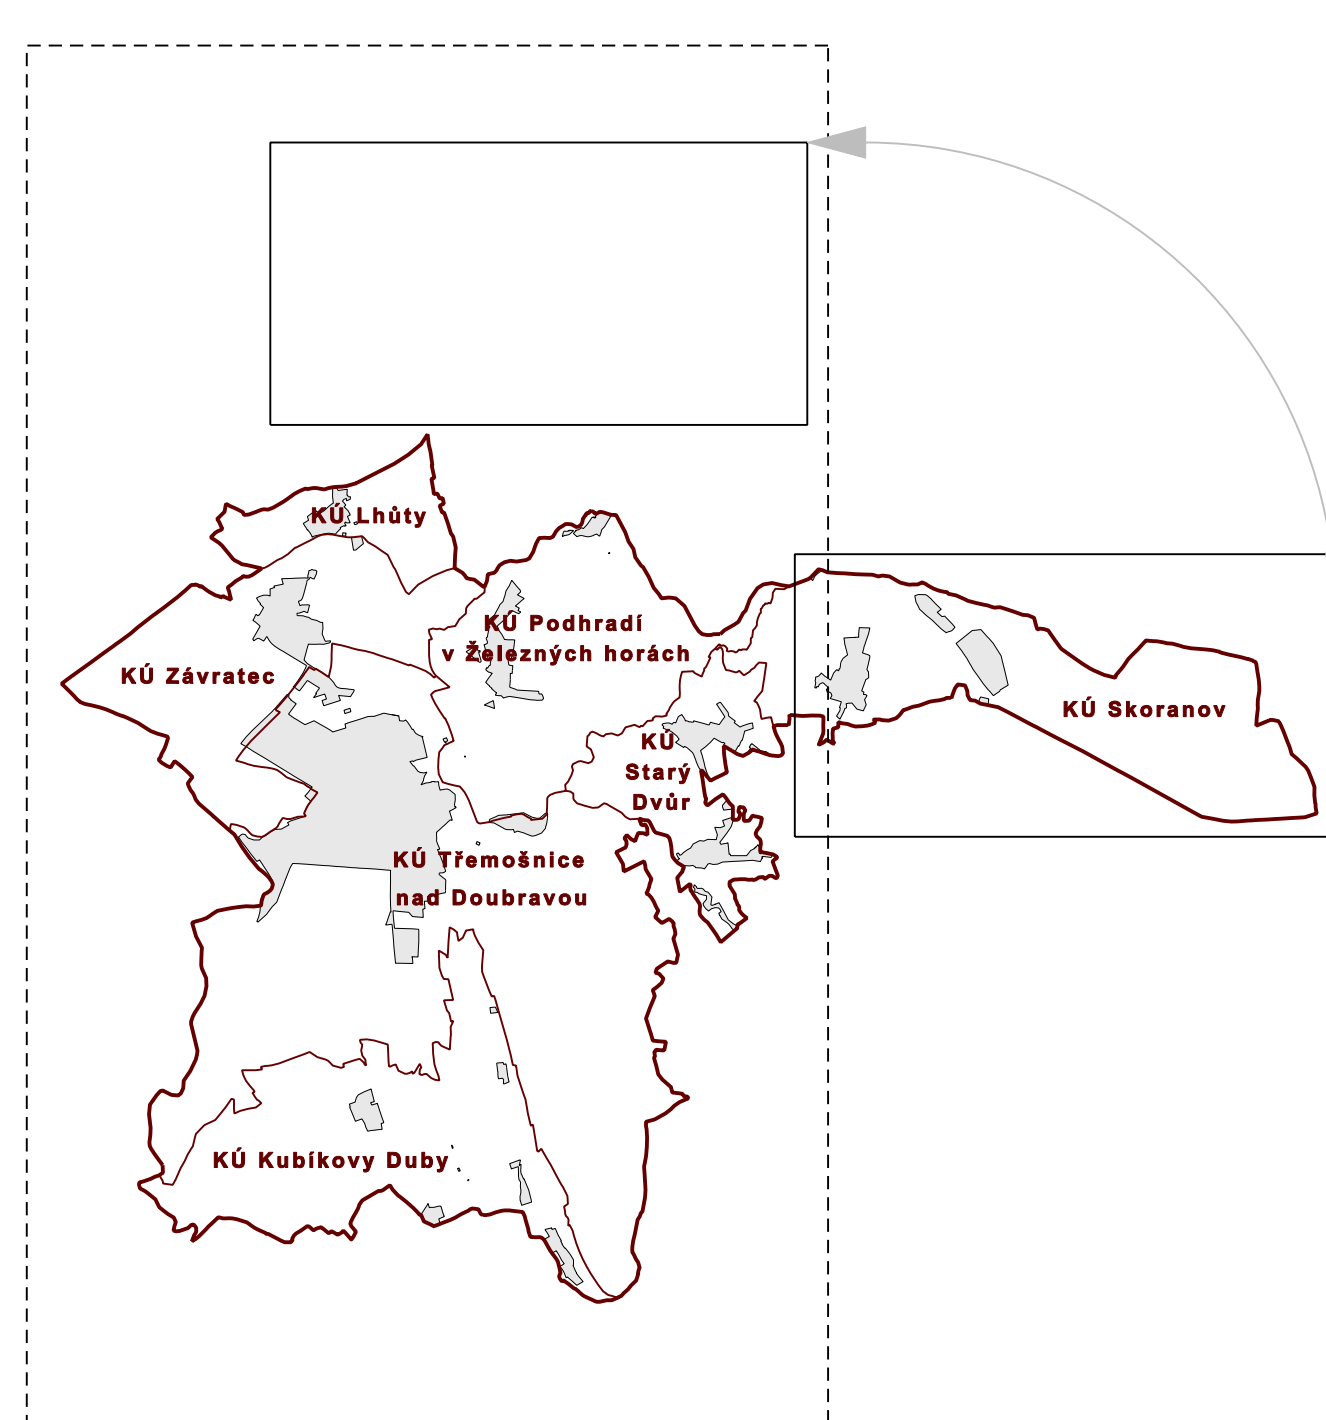 KÚ Lhůty
KÚ Podhradí
v Železných horách
KÚ Závratec
KÚ Skoranov
KÚ
Starý
Dvůr
KÚ Třemošnice
nad Doubravou
KÚ Kubíkovy Duby